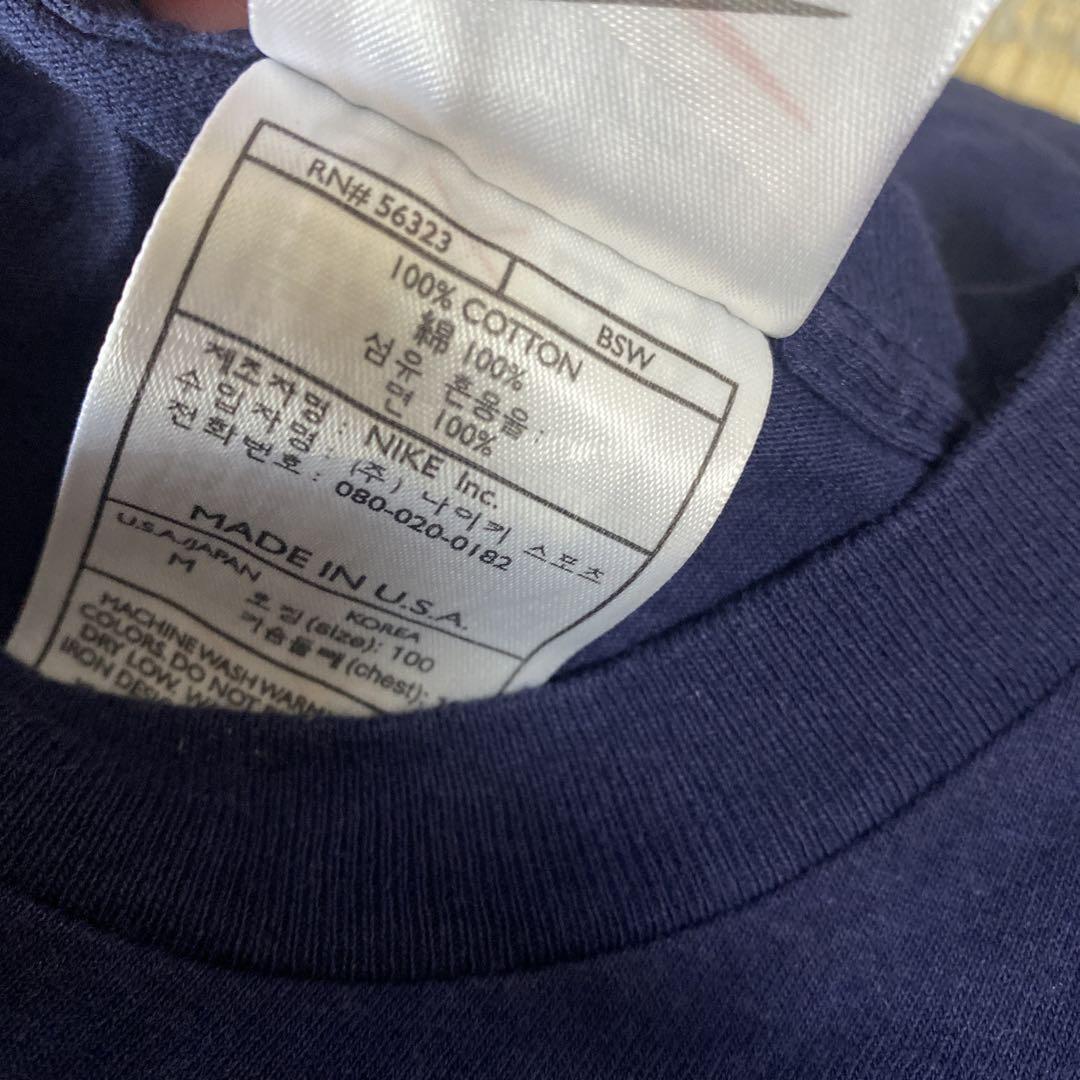 RN# 56323
BSW
100% COTTON
綿 100%
섬유 혼용율 :
면 100%
제조자명 : NIKE Inc.
수입자명 : (주) 나이키 스포츠
전화번호 : 080-020-0182
MADE IN U.S.A.
U.S.A./JAPAN
KOREA
M
호칭(size): 100
가슴둘레(chest):
MACHINE WASH WARM
COLORS. DO NOT
DRY LOW.
IRON